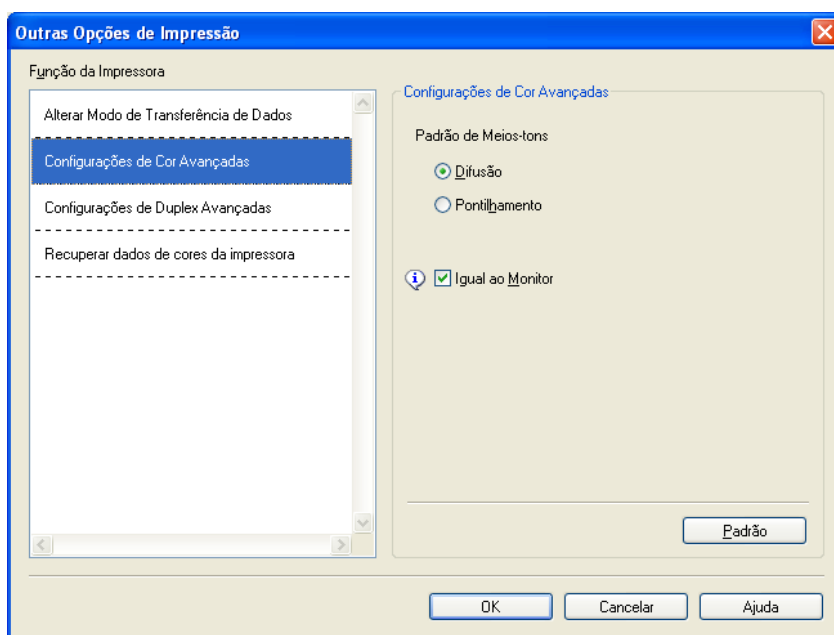 Outras Opções de Impressão
Função da Impressora
Alterar Modo de Transferência de Dados
Configurações de Cor Avançadas
Configurações de Duplex Avançadas
Recuperar dados de cores da impressora
Configurações de Cor Avançadas
Padrão de Meios-tons
Difusão
Pontilhamento
Igual ao Monitor
Padrão
OK
Cancelar
Ajuda